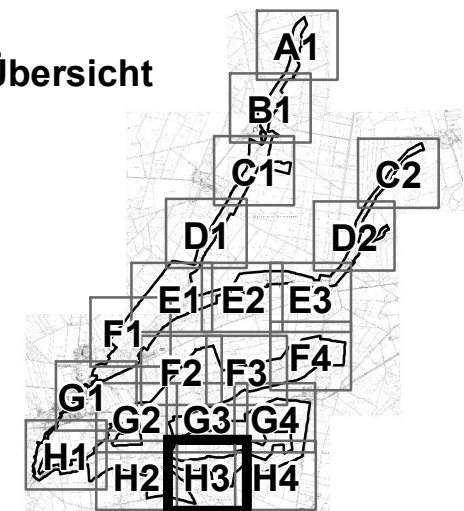 Übersicht
A1
B1
C1 C2
D1 D2
E1 E2 E3
F1 F2 F3 F4
G1 G2 G3 G4
H1 H2 H3 H4